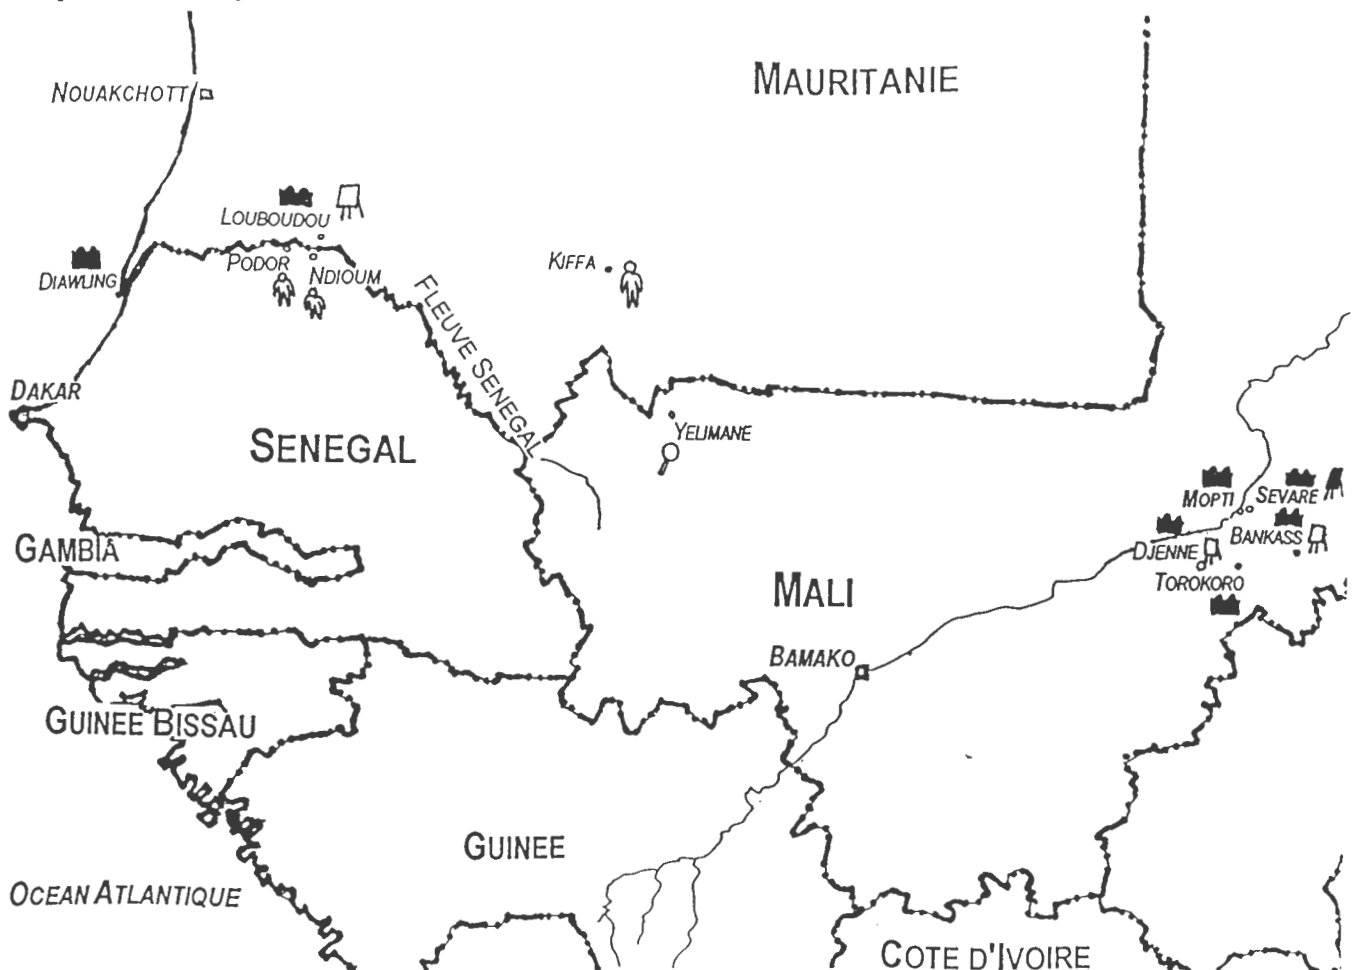 MAURITANIE
NOUAKCHOTT
LOUBOUDOU
PODOR
NDIOUM
DIAWLING
KIFFA
FLEUVE SENEGAL
DAKAR
SENEGAL
YELIMANE
MOPTI
SEVARE
BANKASS
DJENNE
TOROKORO
GAMBIA
MALI
BAMAKO
GUINEE BISSAU
GUINEE
OCEAN ATLANTIQUE
COTE D'IVOIRE